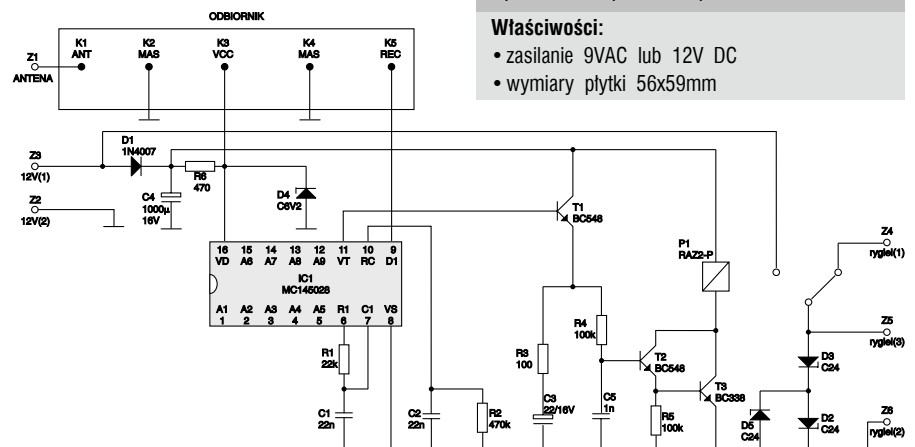 Właściwości:
• zasilanie 9VAC lub 12V DC
• wymiary płytki 56x59mm
ODBIORNIK
K1 K2 K3 K4 K5
ANT MAS VCC MAS REC
Z1
ANTENA
D1
1N4007
Z3
12V(1)
R6
470
C4
1000µ
16V
D4
C6V2
Z2
12V(2)
T1
BC548
16 15 14 13 12 11 10 9
VD A6 A7 A8 A9 VT RC D1
IC1
MC145028
A1 A2 A3 A4 A5 R1 C1 VS
1 2 3 4 5 6 7 8
P1
RAZ2-P
Z4
rygiel(1)
Z5
rygiel(3)
R1
22k
R3
100
R4
100k
T2
BC548
T3
BC338
D3
C24
C1
22n
C2
22n
R2
470k
C3
22/16V
C5
1n
R5
100k
D5
C24
D2
C24
Z6
rygiel(2)